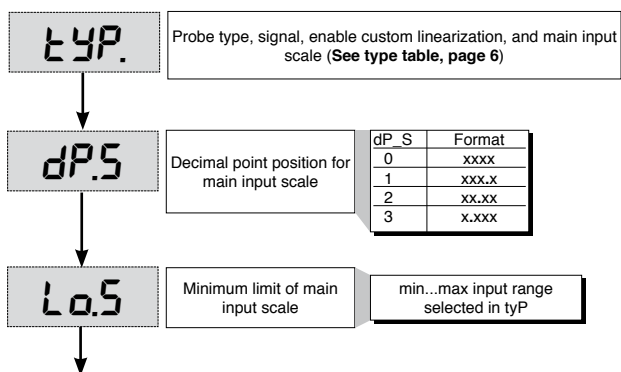 tYP.
Probe type, signal, enable custom linearization, and main input
scale (See type table, page 6)
dP.S
Decimal point position for
main input scale
dP_S Format
0 xxxx
1 xxx.x
2 xx.xx
3 x.xxx
Lo.S
Minimum limit of main
input scale
min...max input range
selected in tyP